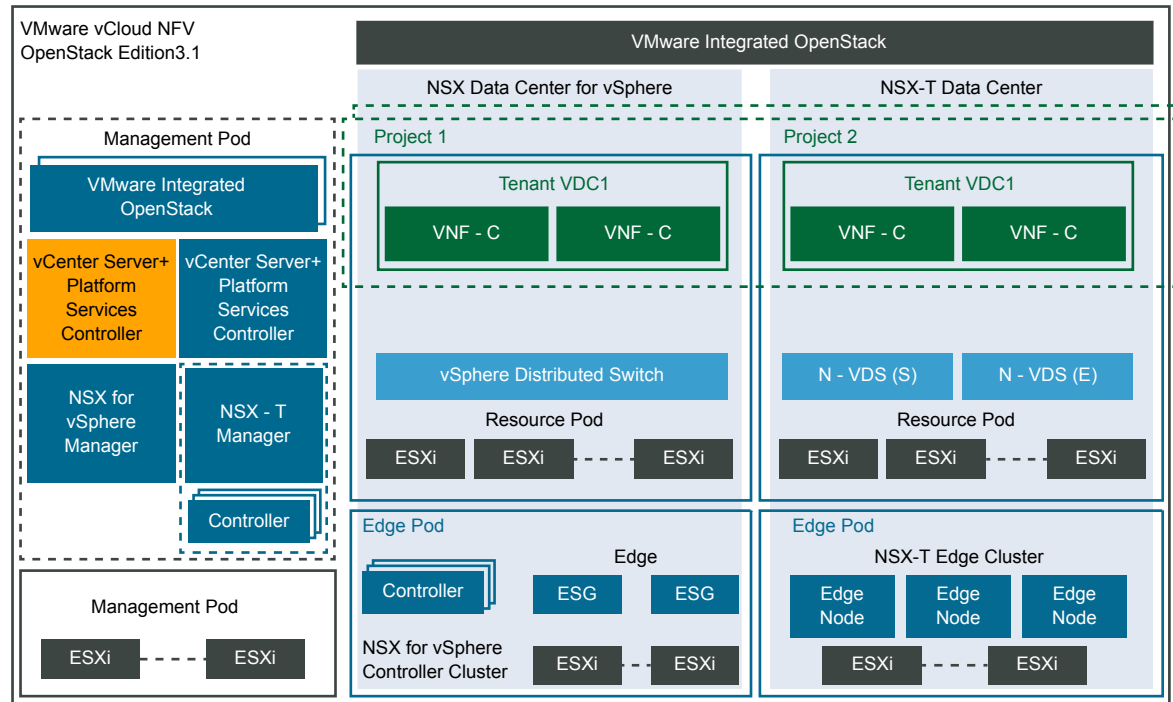 VMware vCloud NFV
OpenStack Edition3.1
VMware Integrated OpenStack
NSX Data Center for vSphere
NSX-T Data Center
Management Pod
VMware Integrated
OpenStack
vCenter Server+
Platform
Services
Controller
vCenter Server+
Platform
Services
Controller
NSX for
vSphere
Manager
NSX - T
Manager
Controller
Management Pod
ESXi
ESXi
Project 1
Tenant VDC1
VNF - C
VNF - C
vSphere Distributed Switch
Resource Pod
ESXi
ESXi
ESXi
Edge Pod
Edge
Controller
ESG
ESG
NSX for vSphere
Controller Cluster
ESXi
ESXi
Project 2
Tenant VDC1
VNF - C
VNF - C
N - VDS (S)
N - VDS (E)
Resource Pod
ESXi
ESXi
ESXi
Edge Pod
NSX-T Edge Cluster
Edge
Node
Edge
Node
Edge
Node
ESXi
ESXi